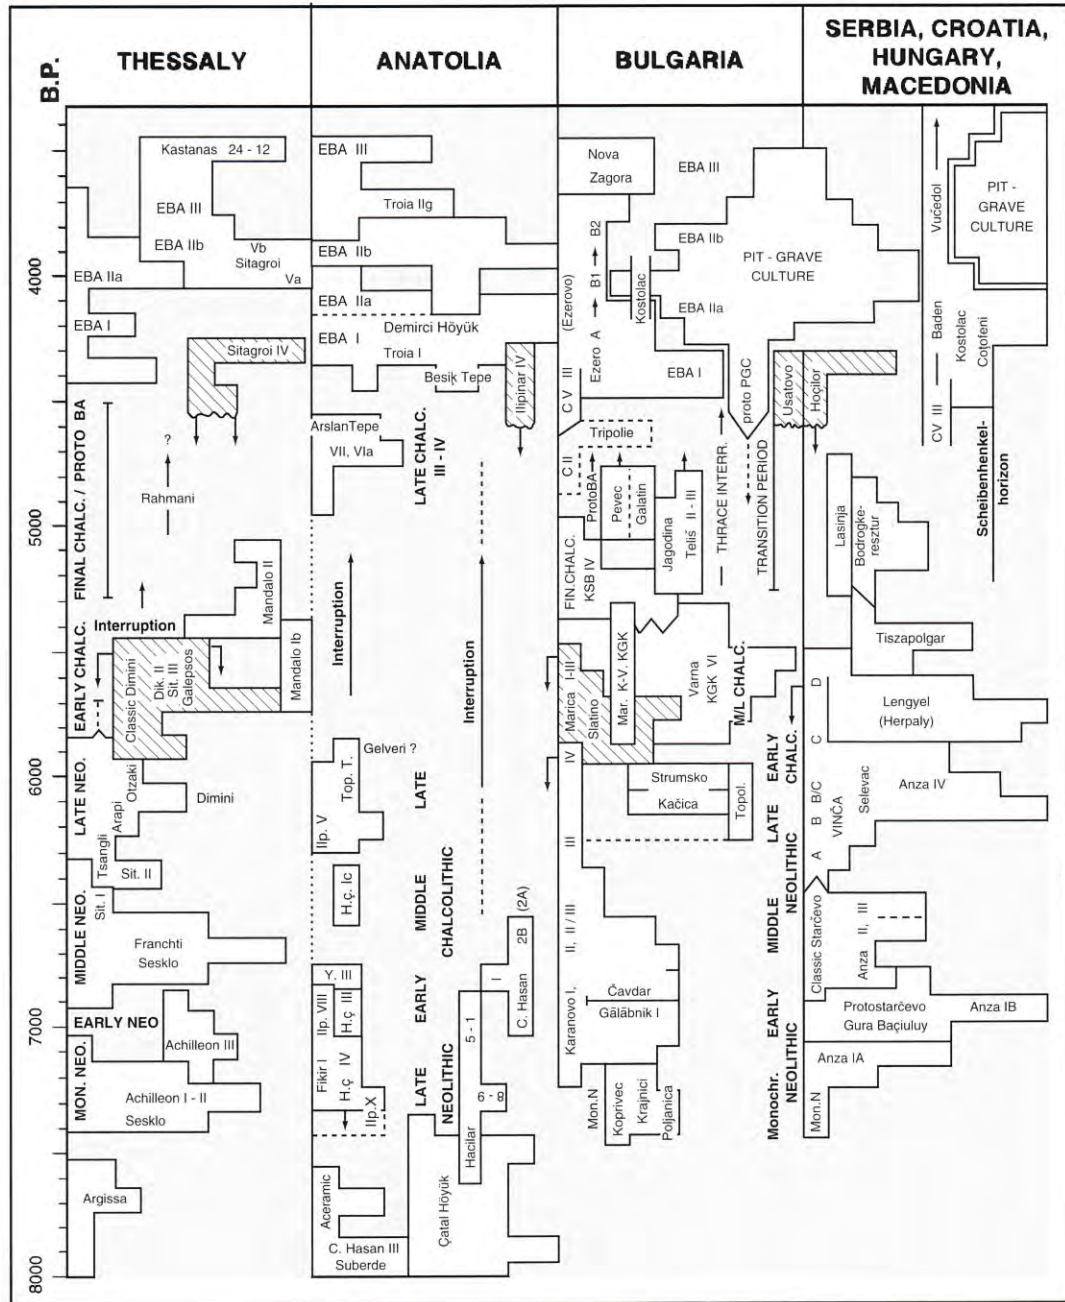 B.P.
THESSALY
ANATOLIA
BULGARIA
SERBIA, CROATIA,
HUNGARY,
MACEDONIA
4000
5000
6000
7000
8000
FINAL CHALC. / PROTO BA
EARLY CHALC.
LATE NEO.
MIDDLE NEO.
EARLY NEO
MON. NEO.
Kastanas 24 - 12
EBA III
EBA IIb
Vb
Sitagroi
Va
EBA IIa
EBA I
Sitagroi IV
?
Rahmani
Interruption
Mandalo II
Mandalo Ib
Classic Dimini
Dik. II
Sit. III
Galepsos
Otzaki
Arapi
Tsangli
Dimini
Sit. II
Sit. I
Franchti
Sesklo
Achilleon III
Achilleon I - II
Sesklo
Argissa
EBA III
Troia IIg
EBA IIb
EBA IIa
Demirci Höyük
EBA I
Troia I
Beşik Tepe
Ilipinar IV
ArslanTepe
VII, VIa
LATE CHALC.
III - IV
Interruption
Interruption
Gelveri ?
Top. T.
Ilp. V
LATE
MIDDLE
EARLY
CHALCOLITHIC
H.ç. Ic
(2A)
2B
C. Hasan
I
Y. III
Ilp. VIII
H.ç III
Fikir I
H.ç IV
Ilp.X
LATE
NEOLITHIC
5 - 1
9 - 8
Hacilar
Aceramic
Çatal Höyük
C. Hasan III
Suberde
Nova
Zagora
EBA III
B2
EBA IIb
B1
Kostolac
EBA IIa
PIT - GRAVE
CULTURE
(Ezerovo)
Ezero A
EBA I
proto PGC
Usatovo
Hoçilor
C V III
Tripolie
C II
ProtoBA
Pevec
Galatin
Jagodina
Teliš II - III
THRACE INTERR.
TRANSITION PERIOD
FIN.CHALC.
KSB IV
Marica I-III
Slatino
Mar. K-V. KGK
Varna
KGK VI
M/L CHALC.
IV
Strumsko
Kačica
Topol.
III
EARLY
CHALC.
LATE
MIDDLE
NEOLITHIC
II, II / III
Karanovo I,
Čavdar
Gălăbnik I
EARLY
NEOLITHIC
Monochr.
Mon.N
Koprivec
Krajnici
Poljanica
Vučedol
PIT -
GRAVE
CULTURE
Baden
Kostolac
Coţofeni
CV III
Scheibenhenkel-
horizon
Lasinja
Bodrogke-
resztur
Tiszapolgar
D
Lengyel
(Herpaly)
C
B/C
B
A
VINČA
Selevac
Anza IV
Classic Starčevo
Anza II, III
Protostarčevo
Gura Baçiuluy
Anza IB
Anza IA
Mon.N